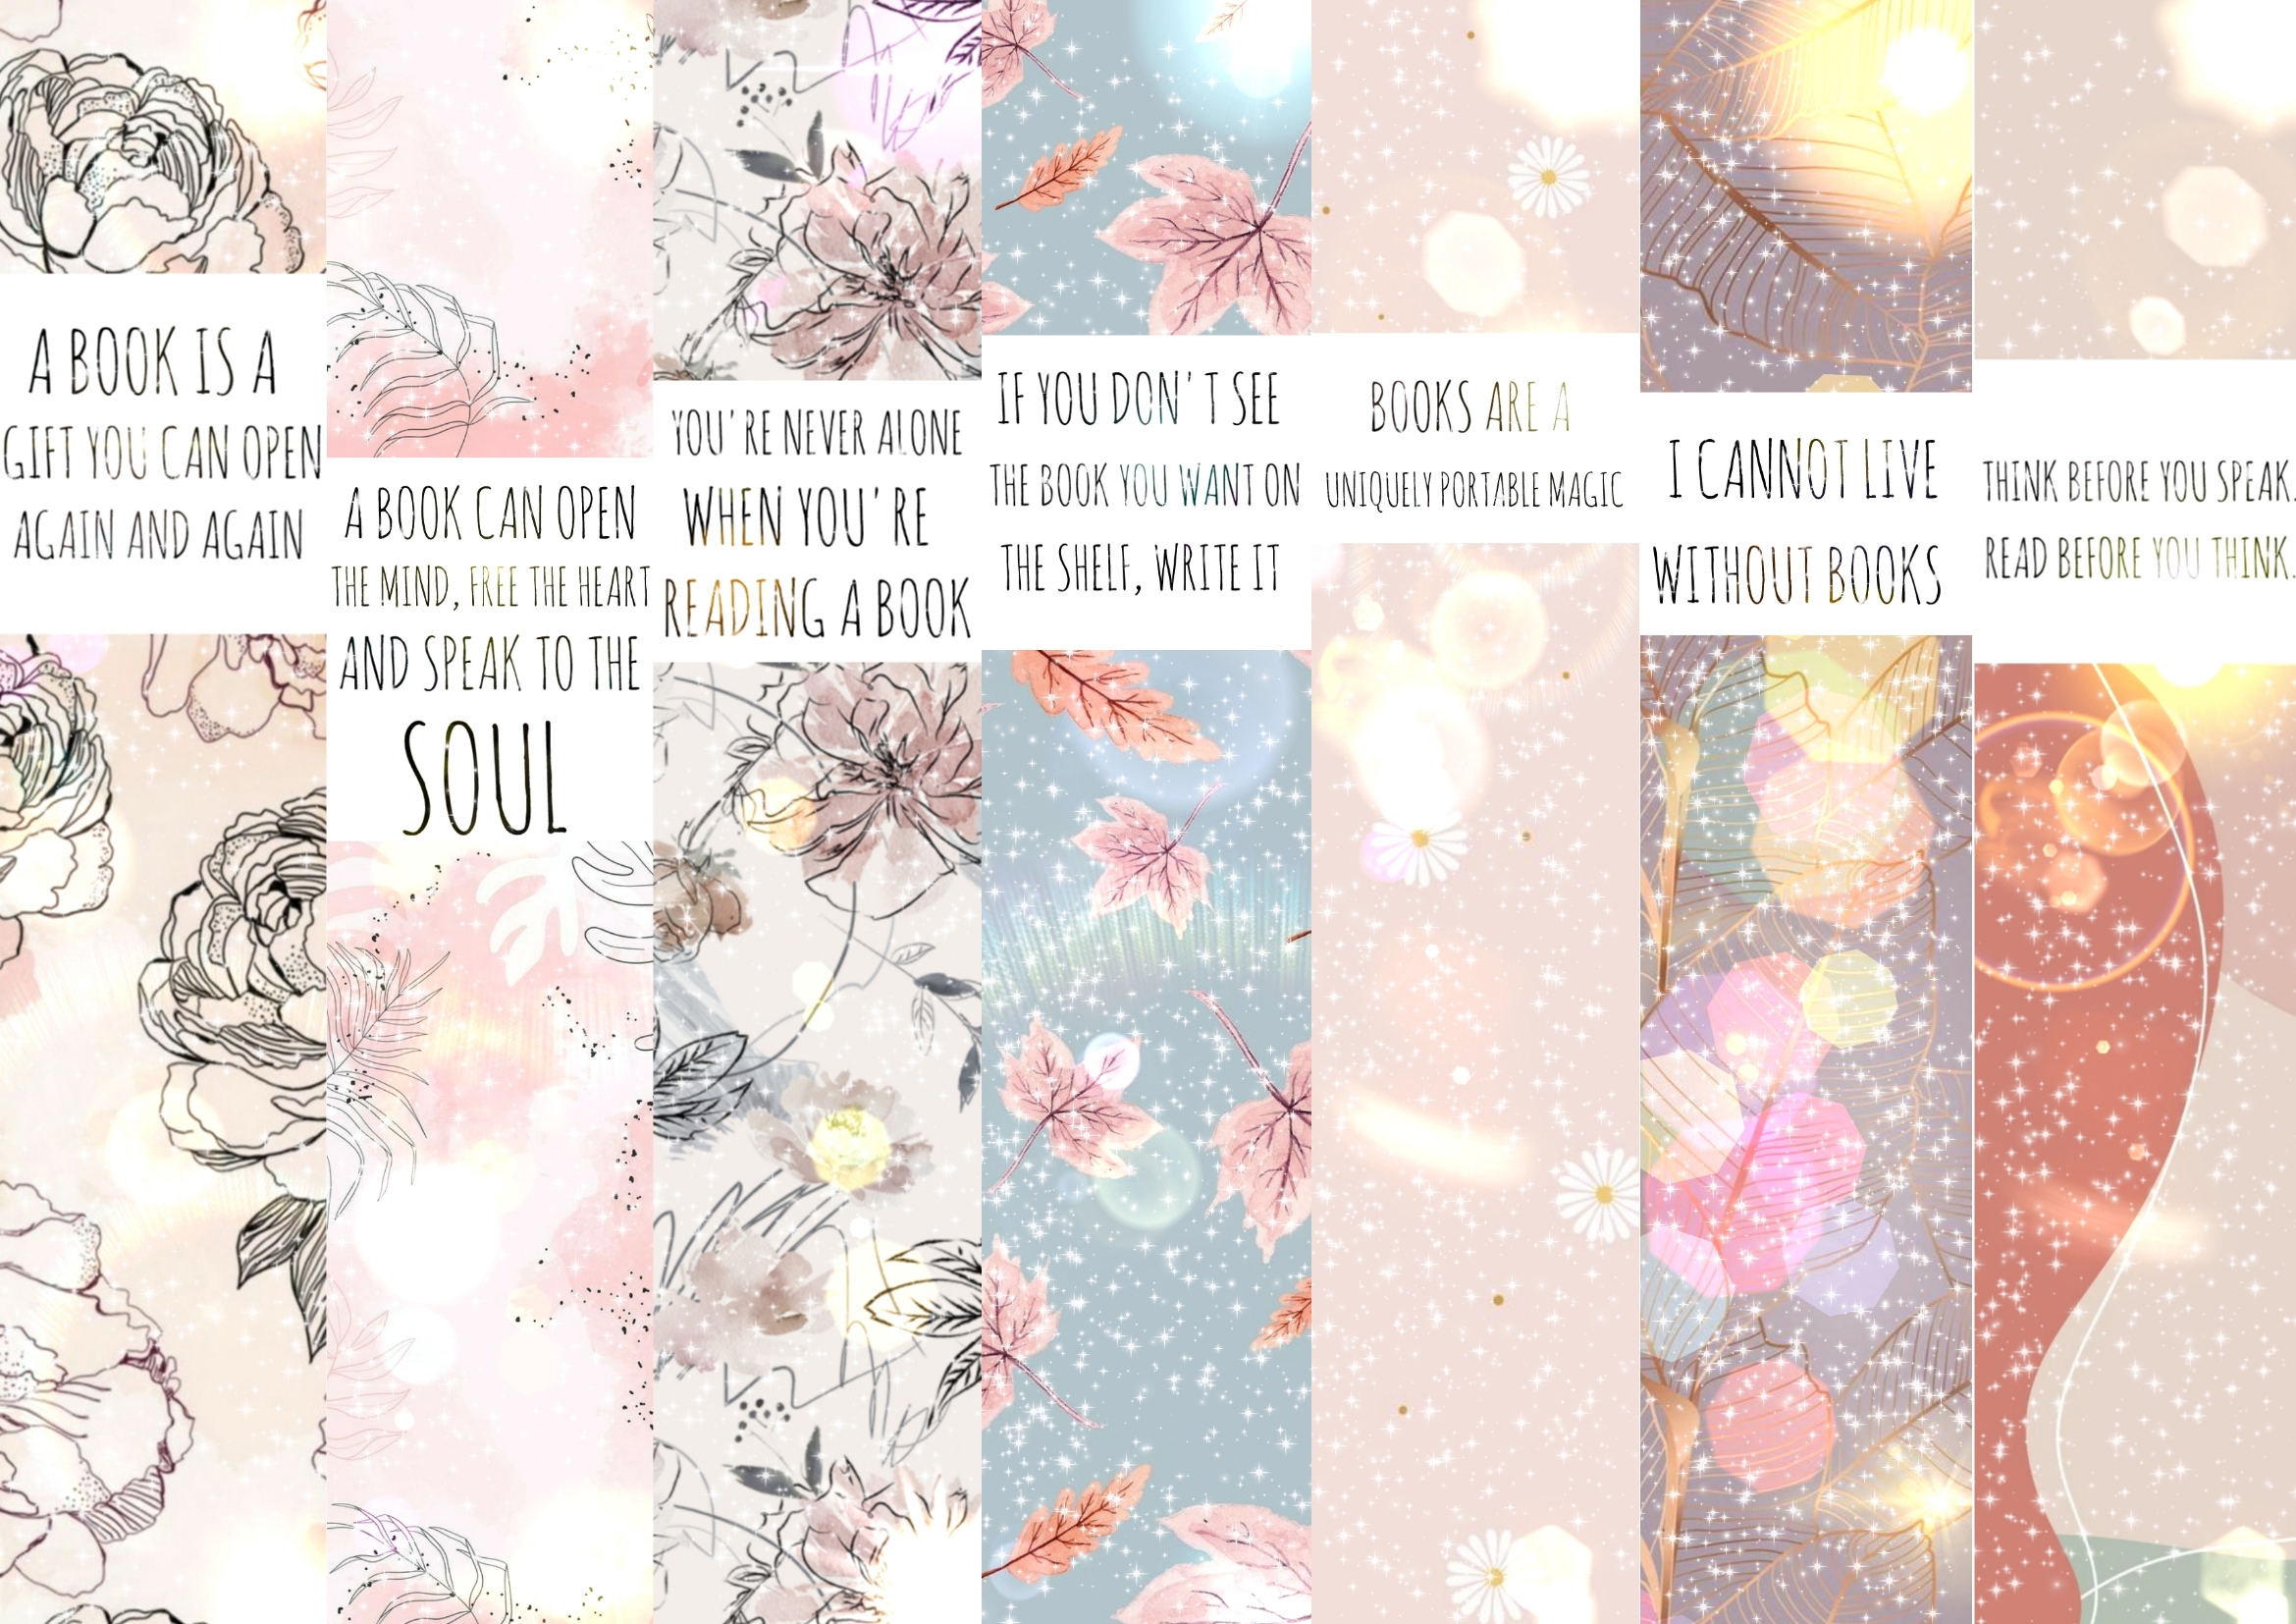 A BOOK IS A
GIFT YOU CAN OPEN
AGAIN AND AGAIN
A BOOK CAN OPEN
THE MIND, FREE THE HEART
AND SPEAK TO THE
SOUL
YOU'RE NEVER ALONE
WHEN YOU'RE
READING A BOOK
IF YOU DON'T SEE
THE BOOK YOU WANT ON
THE SHELF, WRITE IT
BOOKS ARE A
UNIQUELY PORTABLE MAGIC
I CANNOT LIVE
WITHOUT BOOKS
THINK BEFORE YOU SPEAK.
READ BEFORE YOU THINK.